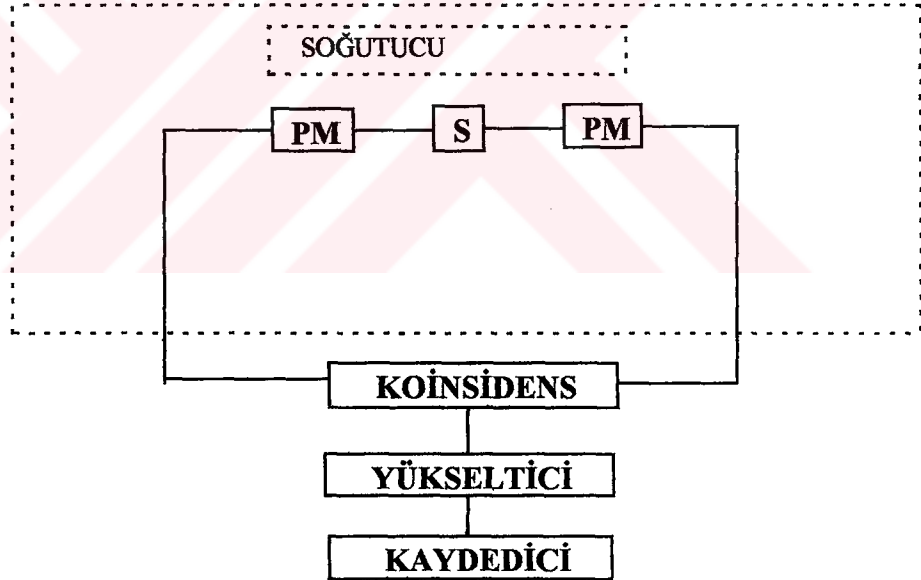 SOĞUTUCU
PM S PM
KOİNSİDENS
YÜKSELTİCİ
KAYDEDİCİ